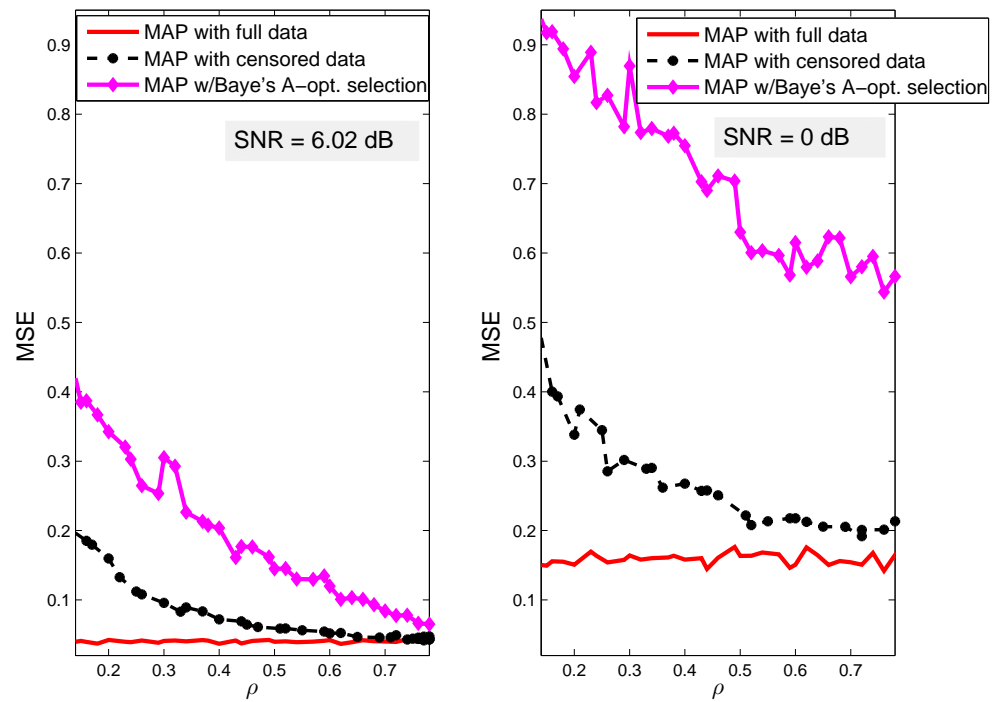 MAP with full data
MAP with censored data
MAP w/Baye's A−opt. selection
SNR = 6.02 dB
0.9
0.8
0.7
0.6
0.5
0.4
0.3
0.2
0.1
MSE
0.2 0.3 0.4 0.5 0.6 0.7
ρ
MAP with full data
MAP with censored data
MAP w/Baye's A−opt. selection
SNR = 0 dB
0.9
0.8
0.7
0.6
0.5
0.4
0.3
0.2
0.1
MSE
0.2 0.3 0.4 0.5 0.6 0.7
ρ